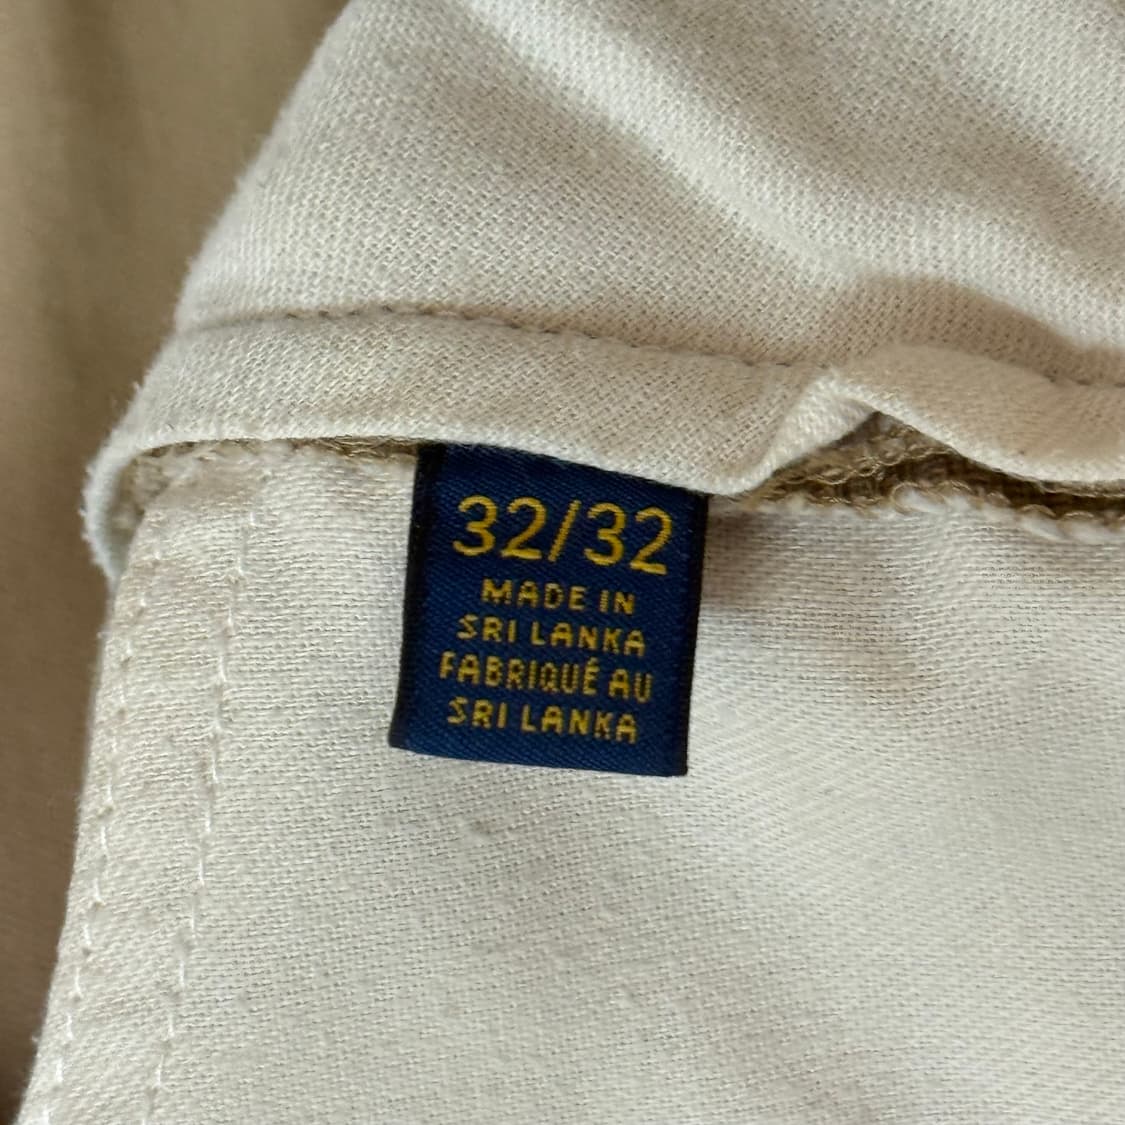 32/32
MADE IN
SRI LANKA
FABRIQUÉ AU
SRI LANKA